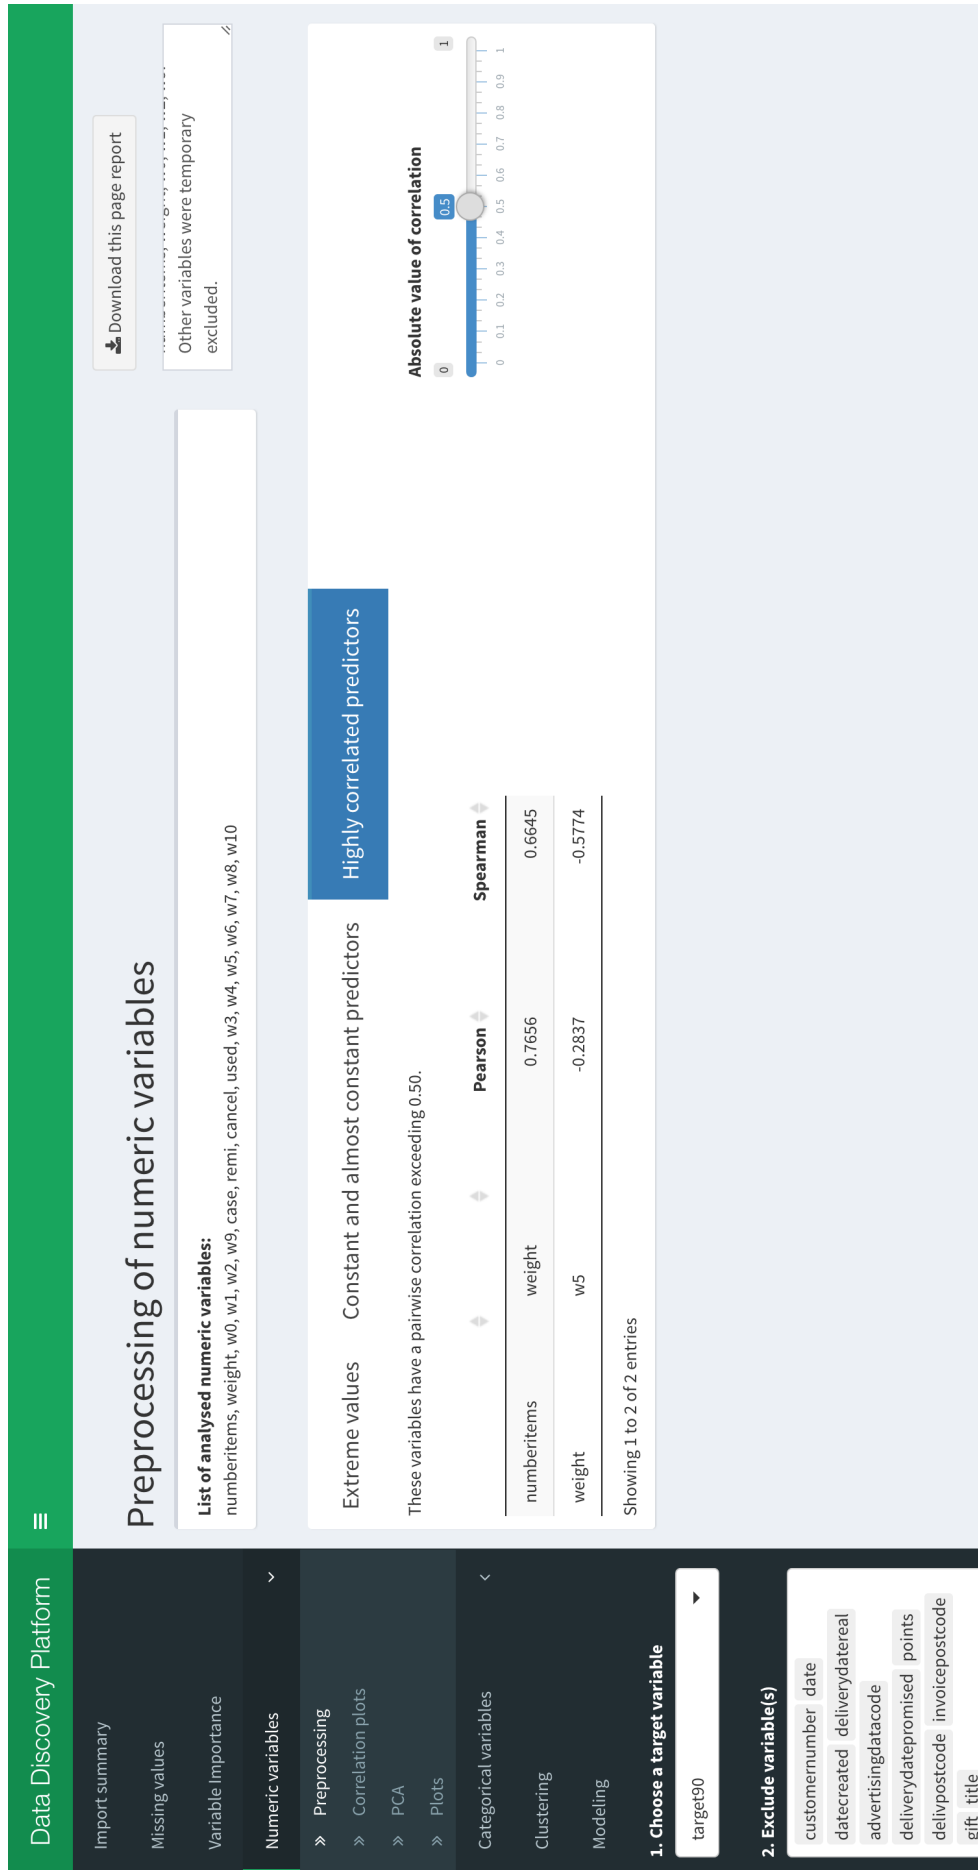 Data Discovery Platform
Import summary
Missing values
Variable Importance
Numeric variables
» Preprocessing
» Correlation plots
» PCA
» Plots
Categorical variables
Clustering
Modeling
1. Choose a target variable
target90
2. Exclude variable(s)
customernumber date
datecreated deliverydatereal
advertisingdatacode
deliverydatepromised points
delivpostcode invoicepostcode
gift title
Preprocessing of numeric variables
Download this page report
List of analysed numeric variables:
numberitems, weight, w0, w1, w2, w9, case, remi, cancel, used, w3, w4, w5, w6, w7, w8, w10
Other variables were temporary
excluded.
Extreme values Constant and almost constant predictors Highly correlated predictors
These variables have a pairwise correlation exceeding 0.50.
Pearson Spearman
numberitems weight 0.7656 0.6645
weight w5 -0.2837 -0.5774
Showing 1 to 2 of 2 entries
Absolute value of correlation
0 0.5 1
0 0.1 0.2 0.3 0.4 0.5 0.6 0.7 0.8 0.9 1